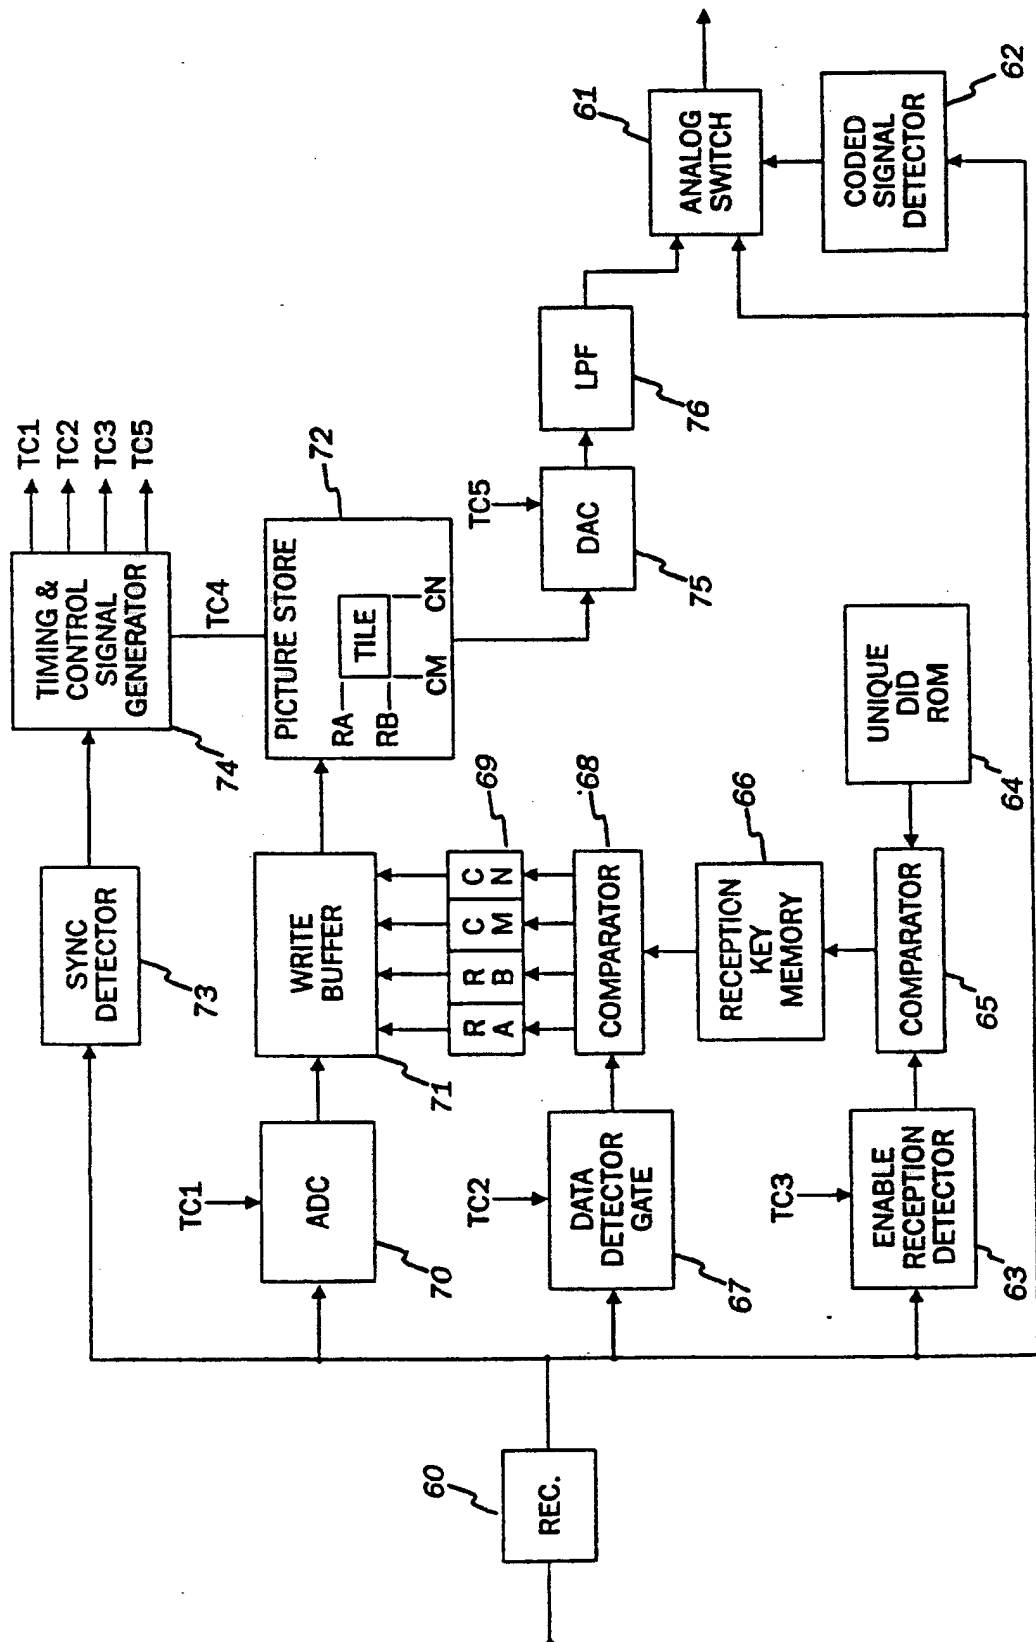 TIMING &
CONTROL
SIGNAL
GENERATOR
74
TC1
TC2
TC3
TC5
TC4
SYNC
DETECTOR
73
PICTURE STORE
72
RA
RB
TILE
CM
CN
WRITE
BUFFER
71
ADC
70
TC1
R
A
R
B
C
M
C
N
69
COMPARATOR
68
DATA
DETECTOR
GATE
67
TC2
RECEPTION
KEY
MEMORY
66
COMPARATOR
65
UNIQUE
DID
ROM
64
ENABLE
RECEPTION
DETECTOR
63
TC3
REC.
60
DAC
75
TC5
LPF
76
ANALOG
SWITCH
61
CODED
SIGNAL
DETECTOR
62